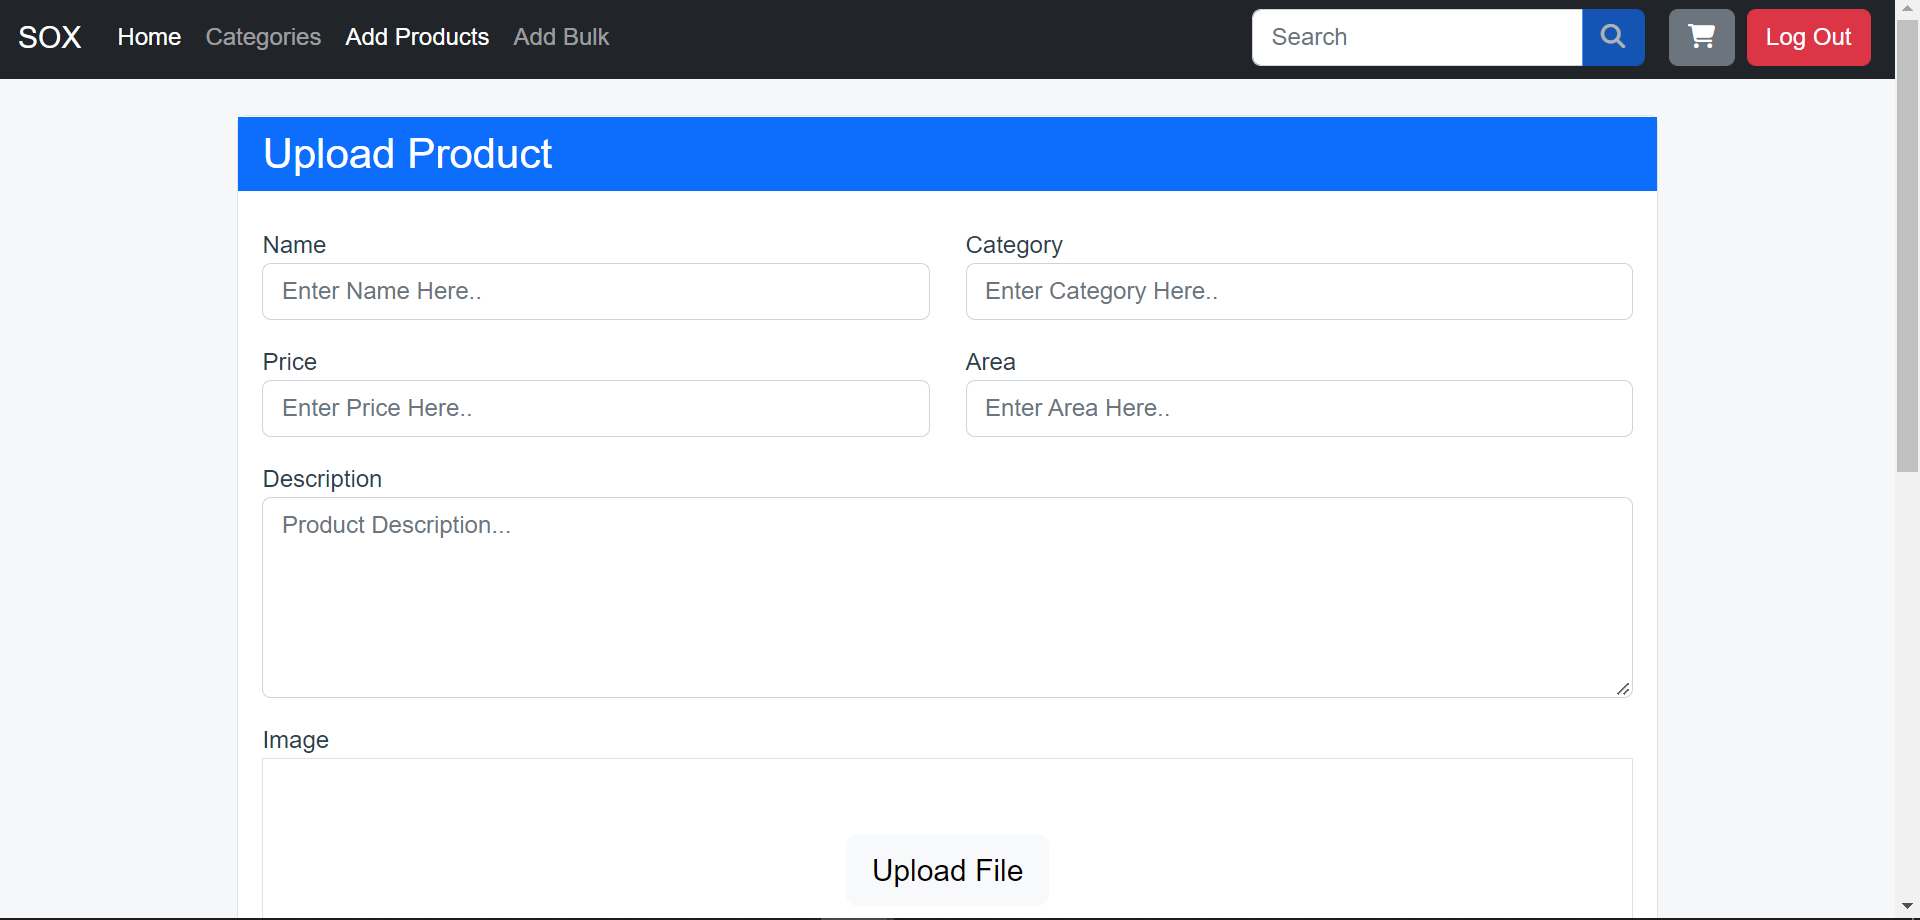 SOX Home Categories Add Products Add Bulk Search Log Out
Upload Product
Name Category
Enter Name Here.. Enter Category Here..
Price Area
Enter Price Here.. Enter Area Here..
Description
Product Description...
Image
Upload File